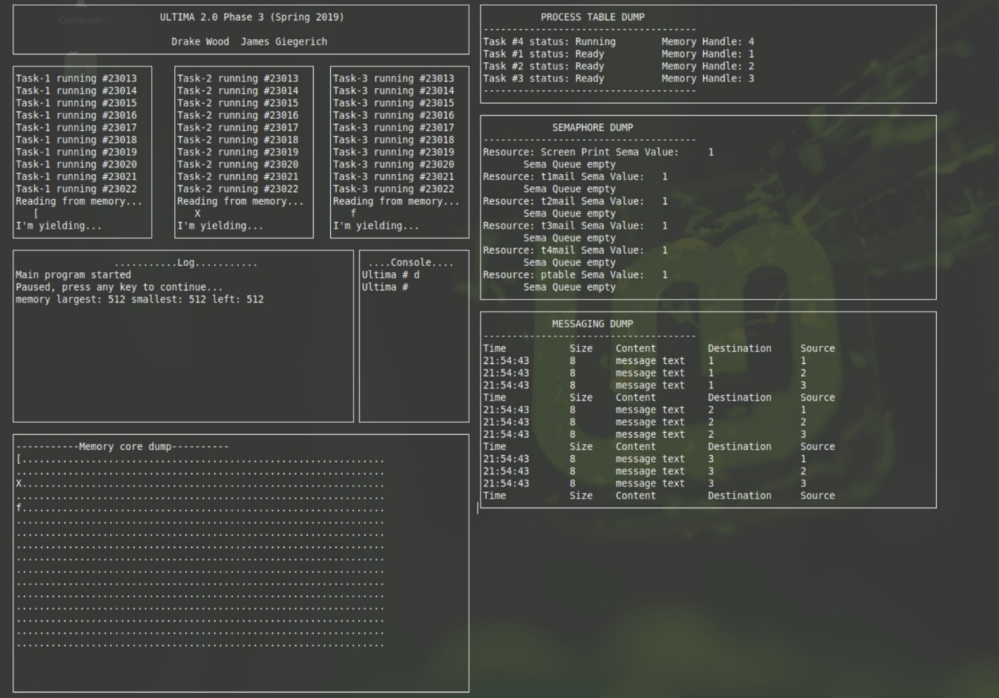 Computer
ULTIMA 2.0 Phase 3 (Spring 2019)
Drake Wood  James Giegerich
Task-1 running #23013
Task-1 running #23014
Task-1 running #23015
Task-1 running #23016
Task-1 running #23017
Task-1 running #23018
Task-1 running #23019
Task-1 running #23020
Task-1 running #23021
Task-1 running #23022
Reading from memory...
[
I'm yielding...
Task-2 running #23013
Task-2 running #23014
Task-2 running #23015
Task-2 running #23016
Task-2 running #23017
Task-2 running #23018
Task-2 running #23019
Task-2 running #23020
Task-2 running #23021
Task-2 running #23022
Reading from memory...
X
I'm yielding...
Task-3 running #23013
Task-3 running #23014
Task-3 running #23015
Task-3 running #23016
Task-3 running #23017
Task-3 running #23018
Task-3 running #23019
Task-3 running #23020
Task-3 running #23021
Task-3 running #23022
Reading from memory...
f
I'm yielding...
...........Log...........
Main program started
Paused, press any key to continue...
memory largest: 512 smallest: 512 left: 512
....Console....
Ultima # d
Ultima #
-----------Memory core dump----------
[...............................................................
................................................................
X...............................................................
................................................................
f...............................................................
................................................................
................................................................
................................................................
................................................................
................................................................
................................................................
................................................................
................................................................
................................................................
................................................................
................................................................
PROCESS TABLE DUMP
-------------------------------------
Task #4 status: Running        Memory Handle: 4
Task #1 status: Ready          Memory Handle: 1
Task #2 status: Ready          Memory Handle: 2
Task #3 status: Ready          Memory Handle: 3
-------------------------------------
SEMAPHORE DUMP
-------------------------------------
Resource: Screen Print Sema Value:     1
Sema Queue empty
Resource: t1mail Sema Value:   1
Sema Queue empty
Resource: t2mail Sema Value:   1
Sema Queue empty
Resource: t3mail Sema Value:   1
Sema Queue empty
Resource: t4mail Sema Value:   1
Sema Queue empty
Resource: ptable Sema Value:   1
Sema Queue empty
MESSAGING DUMP
-------------------------------------
Time           Size    Content         Destination     Source
21:54:43       8       message text    1               1
21:54:43       8       message text    1               2
21:54:43       8       message text    1               3
Time           Size    Content         Destination     Source
21:54:43       8       message text    2               1
21:54:43       8       message text    2               2
21:54:43       8       message text    2               3
Time           Size    Content         Destination     Source
21:54:43       8       message text    3               1
21:54:43       8       message text    3               2
21:54:43       8       message text    3               3
Time           Size    Content         Destination     Source